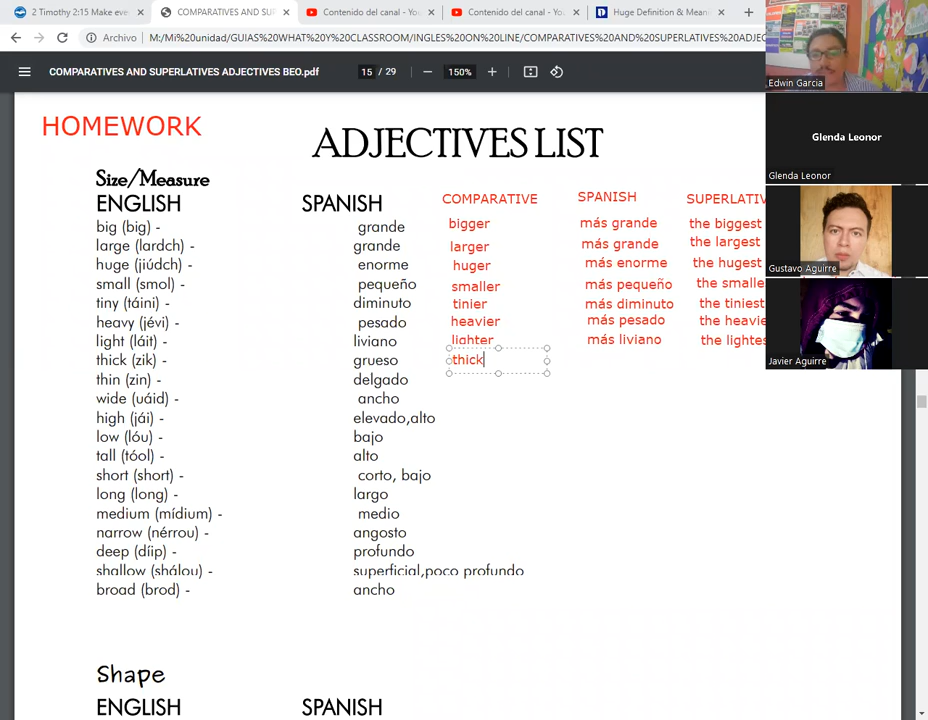 2 Timothy 2:15 Make eve
COMPARATIVES AND SUP
Contenido del canal - You
Contenido del canal - You
Huge Definition & Mean
Archivo M:/Mi%20unidad/GUIAS%20WHAT%20Y%20CLASSROOM/INGLES%20ON%20LINE/COMPARATIVES%20AND%20SUPERLATIVES%20ADJEC
COMPARATIVES AND SUPERLATIVES ADJECTIVES BEO.pdf 15 / 29 150%
Edwin Garcia
Glenda Leonor
Glenda Leonor
Gustavo Aguirre
Javier Aguirre
HOMEWORK
ADJECTIVES LIST
Size/Measure
ENGLISH SPANISH COMPARATIVE SPANISH SUPERLATIV
big (big) - grande bigger más grande the biggest
large (lardch) - grande larger más grande the largest
huge (jiúdch) - enorme huger más enorme the hugest
small (smol) - pequeño smaller más pequeño the smalle
tiny (táini) - diminuto tinier más diminuto the tiniest
heavy (jévi) - pesado heavier más pesado the heavie
light (láit) - liviano lighter más liviano the lightes
thick (zik) - grueso thick
thin (zin) - delgado
wide (uáid) - ancho
high (jái) - elevado,alto
low (lóu) - bajo
tall (tóol) - alto
short (short) - corto, bajo
long (long) - largo
medium (mídium) - medio
narrow (nérrou) - angosto
deep (díip) - profundo
shallow (shálou) - superficial,poco profundo
broad (brod) - ancho
Shape
ENGLISH SPANISH